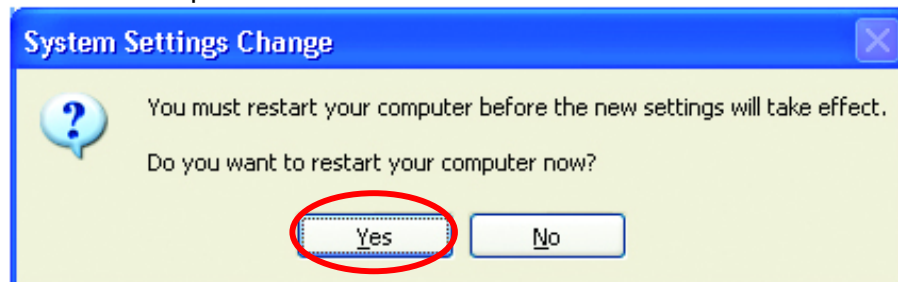 System Settings Change
You must restart your computer before the new settings will take effect.
Do you want to restart your computer now?
Yes No